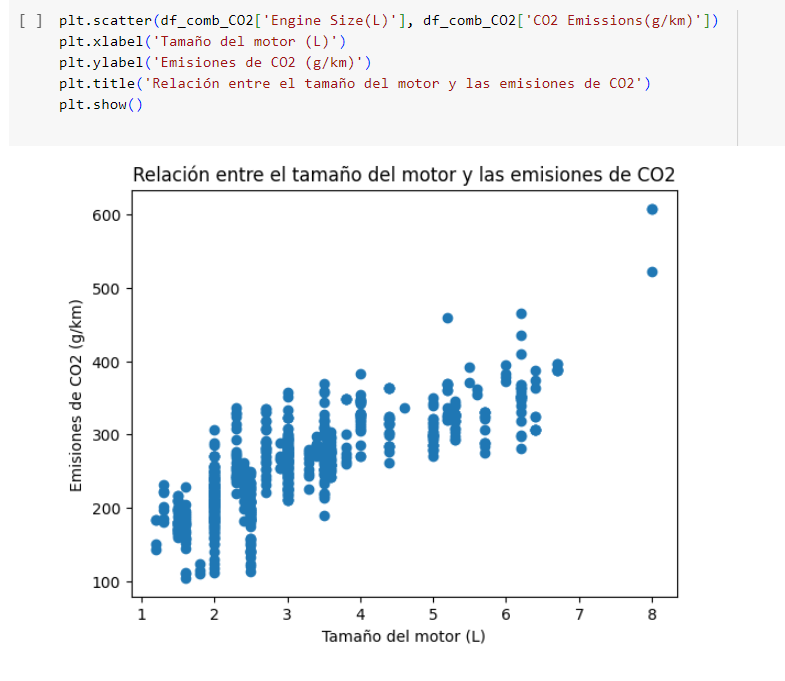 [ ] plt.scatter(df_comb_CO2['Engine Size(L)'], df_comb_CO2['CO2 Emissions(g/km)'])
plt.xlabel('Tamaño del motor (L)')
plt.ylabel('Emisiones de CO2 (g/km)')
plt.title('Relación entre el tamaño del motor y las emisiones de CO2')
plt.show()
Relación entre el tamaño del motor y las emisiones de CO2
Emisiones de CO2 (g/km)
600
500
400
300
200
100
1 2 3 4 5 6 7 8
Tamaño del motor (L)